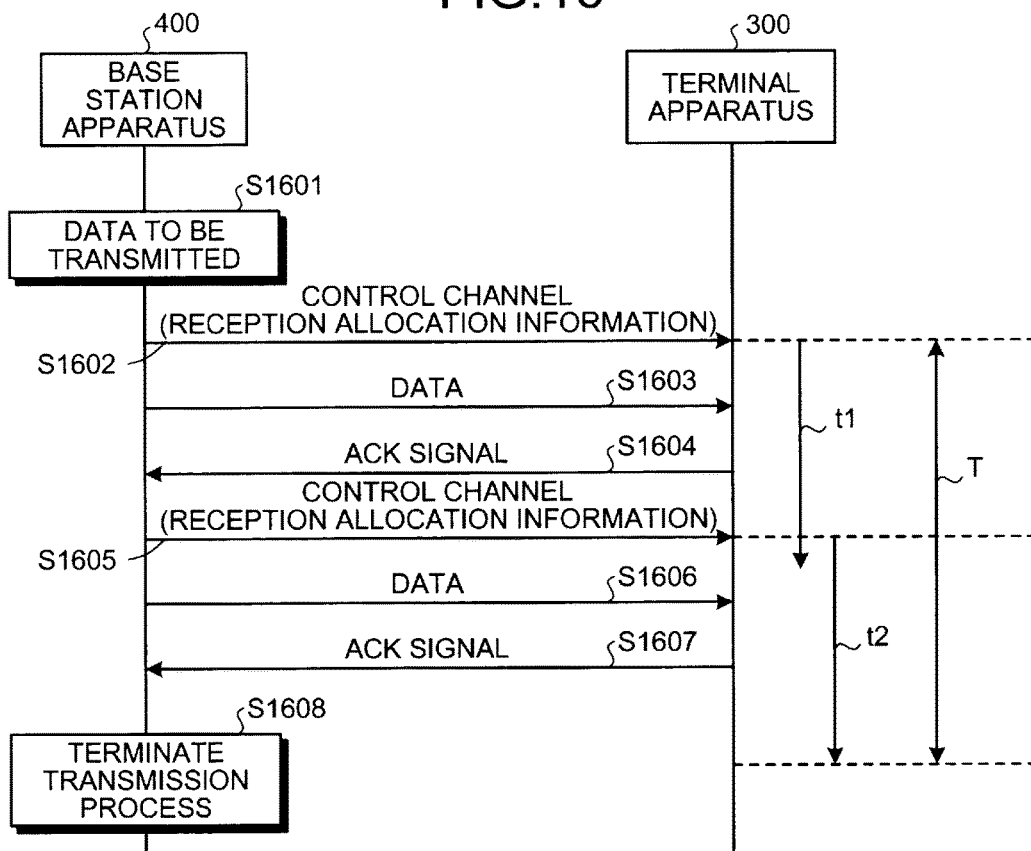 400
300
BASE
STATION
APPARATUS
TERMINAL
APPARATUS
S1601
DATA TO BE
TRANSMITTED
CONTROL CHANNEL
(RECEPTION ALLOCATION INFORMATION)
S1602
DATA
S1603
t1
ACK SIGNAL
S1604
T
CONTROL CHANNEL
(RECEPTION ALLOCATION INFORMATION)
S1605
DATA
S1606
t2
ACK SIGNAL
S1607
S1608
TERMINATE
TRANSMISSION
PROCESS